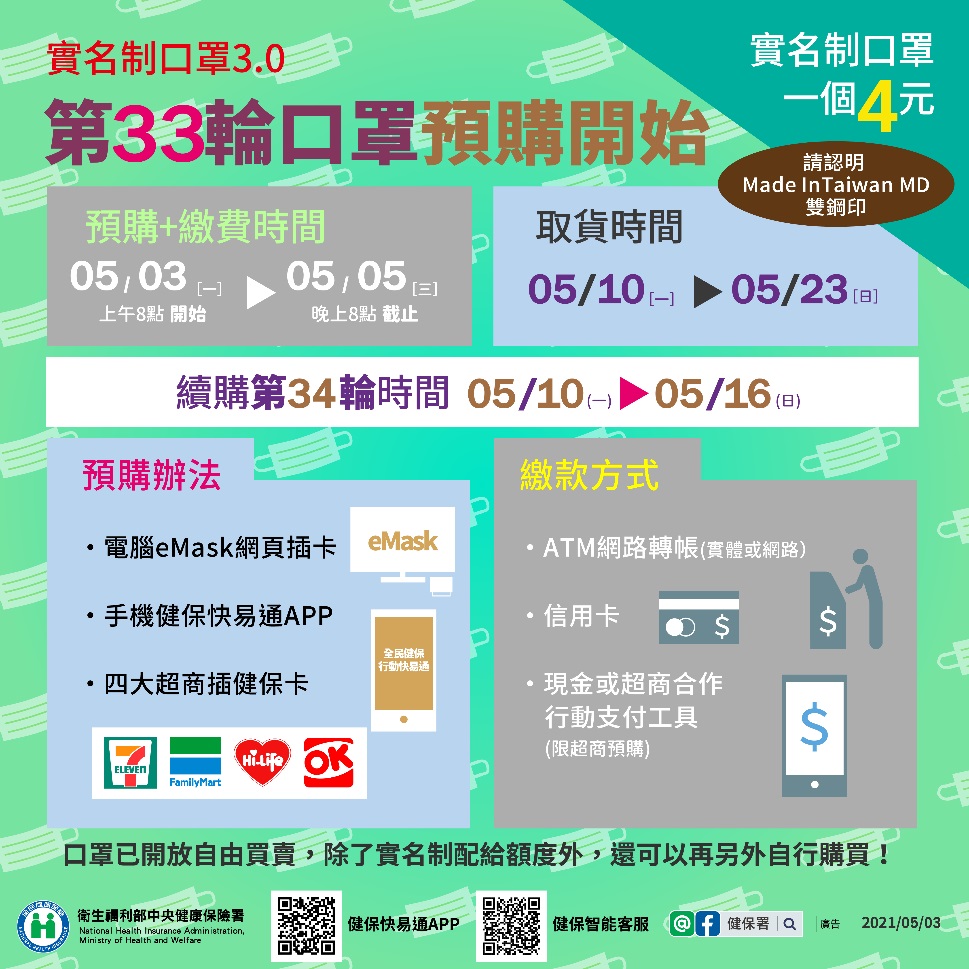 實名制口罩3.0
第33輪口罩預購開始
實名制口罩
一個4元
請認明
Made InTaiwan MD
雙鋼印
預購+繳費時間
05/03 [一] ▶ 05/05 [三]
上午8點 開始 晚上8點 截止
取貨時間
05/10 [一] ▶ 05/23 [日]
續購第34輪時間 05/10 (一) ▶ 05/16 (日)
預購辦法
・電腦eMask網頁插卡
eMask
・手機健保快易通APP
全民健保
行動快易通
・四大超商插健保卡
7
ELEVEn
FamilyMart
Hi-Life
OK
繳款方式
・ATM網路轉帳(實體或網路)
$
・信用卡
$
・現金或超商合作
行動支付工具
(限超商預購)
$
口罩已開放自由買賣，除了實名制配給額度外，還可以再另外自行購買！
衛生福利部中央健康保險署
National Health Insurance Administration,
Ministry of Health and Welfare
健保快易通APP
健保智能客服
@ f 健保署
廣告
2021/05/03